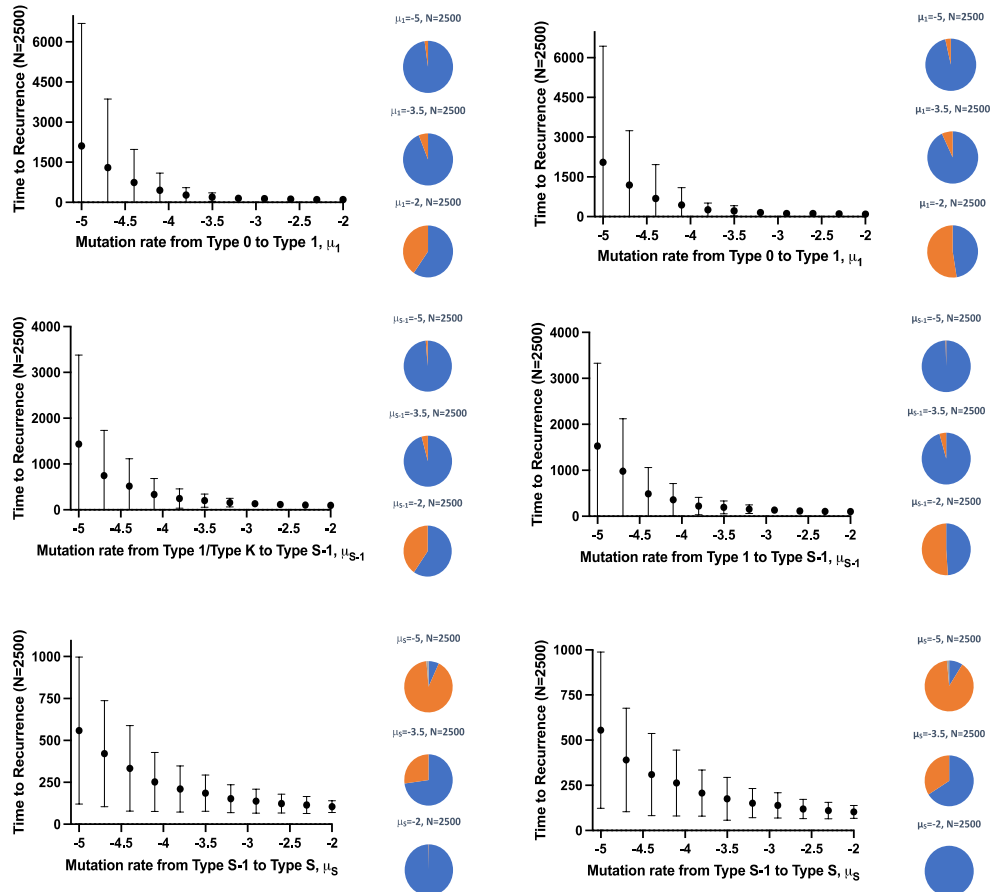 Time to Recurrence (N=2500)
6000
4500
3000
1500
0
-5
-4.5
-4
-3.5
-3
-2.5
-2
Mutation rate from Type 0 to Type 1, μ1
μ1=-5, N=2500
μ1=-3.5, N=2500
μ1=-2, N=2500
Time to Recurrence (N=2500)
6000
4500
3000
1500
0
-5
-4.5
-4
-3.5
-3
-2.5
-2
Mutation rate from Type 0 to Type 1, μ1
μ1=-5, N=2500
μ1=-3.5, N=2500
μ1=-2, N=2500
Time to Recurrence (N=2500)
4000
3000
2000
1000
0
-5
-4.5
-4
-3.5
-3
-2.5
-2
Mutation rate from Type 1/Type K to Type S-1, μS-1
μS-1=-5, N=2500
μS-1=-3.5, N=2500
μS-1=-2, N=2500
Time to Recurrence (N=2500)
4000
3000
2000
1000
0
-5
-4.5
-4
-3.5
-3
-2.5
-2
Mutation rate from Type 1 to Type S-1, μS-1
μS-1=-5, N=2500
μS-1=-3.5, N=2500
μS-1=-2, N=2500
Time to Recurrence (N=2500)
1000
750
500
250
0
-5
-4.5
-4
-3.5
-3
-2.5
-2
Mutation rate from Type S-1 to Type S, μS
μS=-5, N=2500
μS=-3.5, N=2500
μS=-2, N=2500
Time to Recurrence (N=2500)
1000
750
500
250
0
-5
-4.5
-4
-3.5
-3
-2.5
-2
Mutation rate from Type S-1 to Type S, μS
μS=-5, N=2500
μS=-3.5, N=2500
μS=-2, N=2500